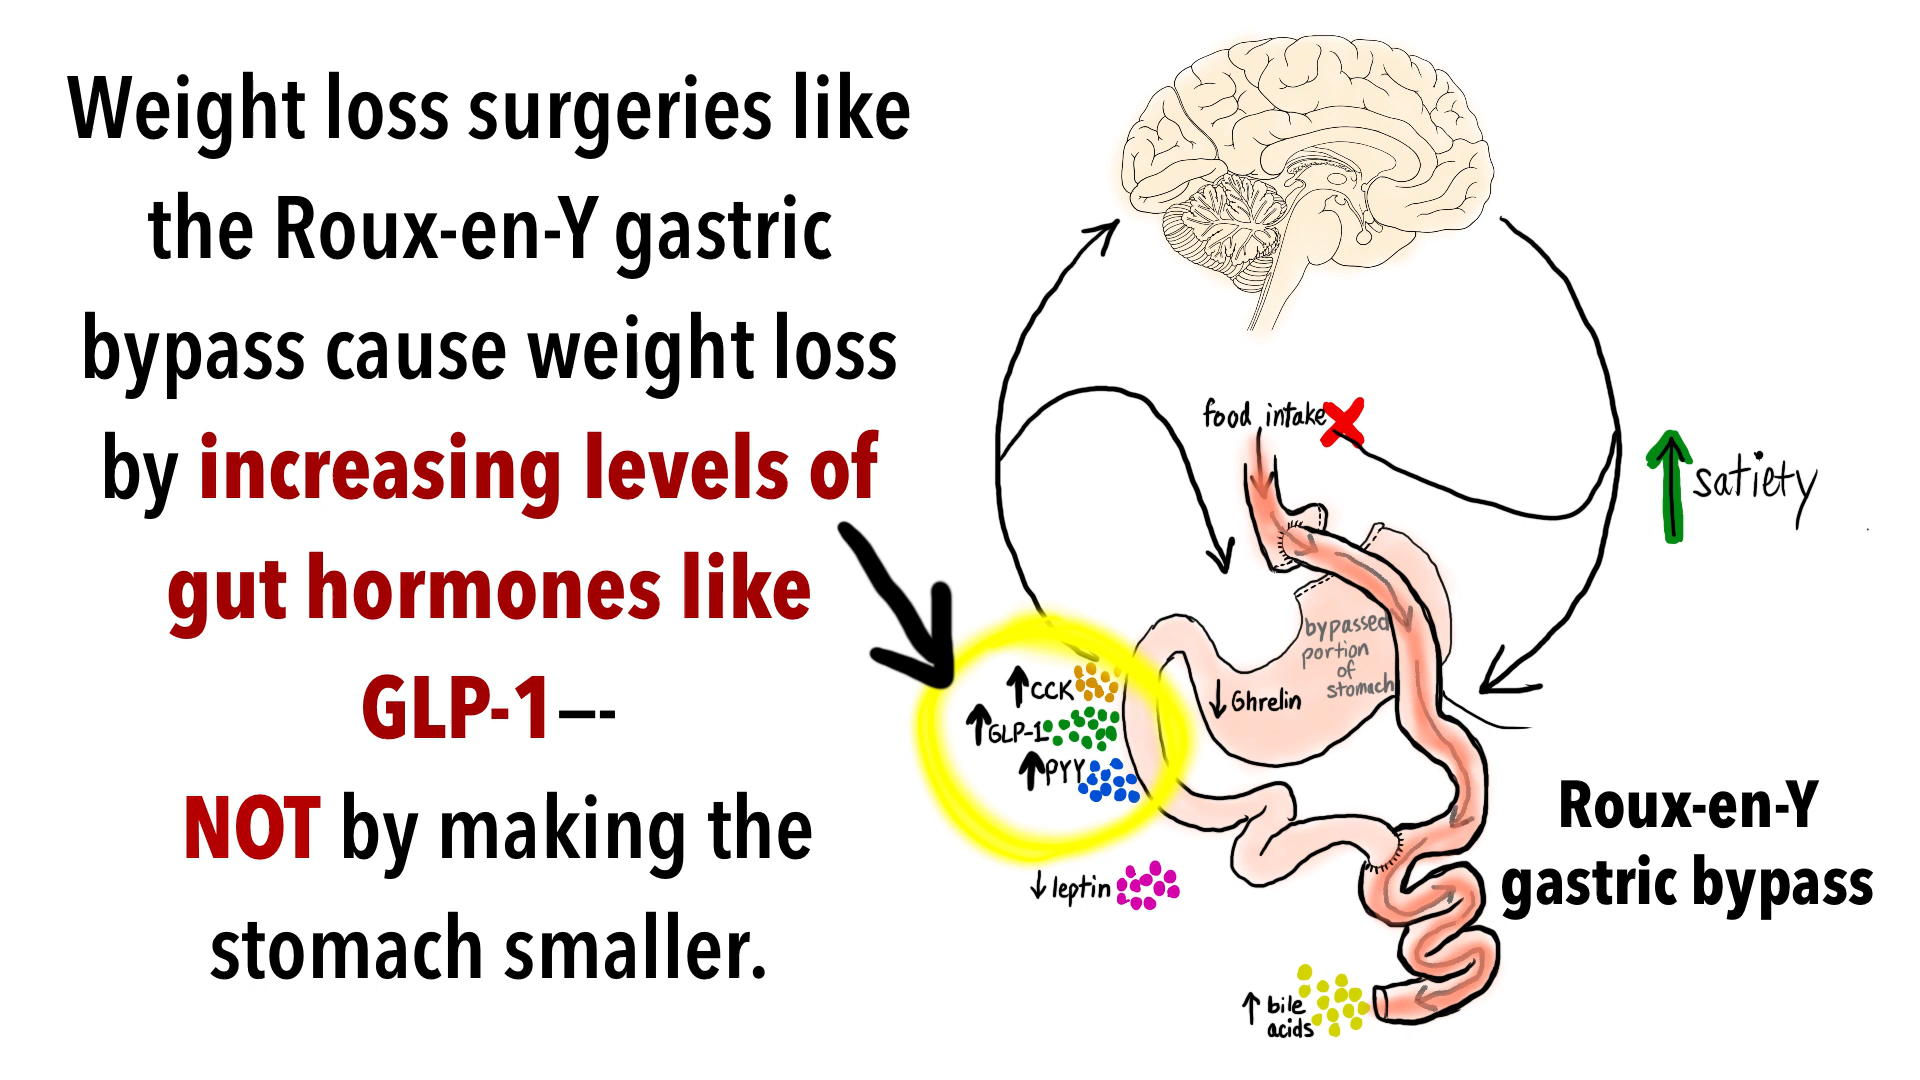 Weight loss surgeries like
the Roux-en-Y gastric
bypass cause weight loss
by increasing levels of
gut hormones like
GLP-1—-
NOT by making the
stomach smaller.
food intake
↑ satiety
bypassed
portion
of
stomach
↓ Ghrelin
↑ CCK
↑ GLP-1
↑ PYY
↓ leptin
Roux-en-Y
gastric bypass
↑ bile
acids